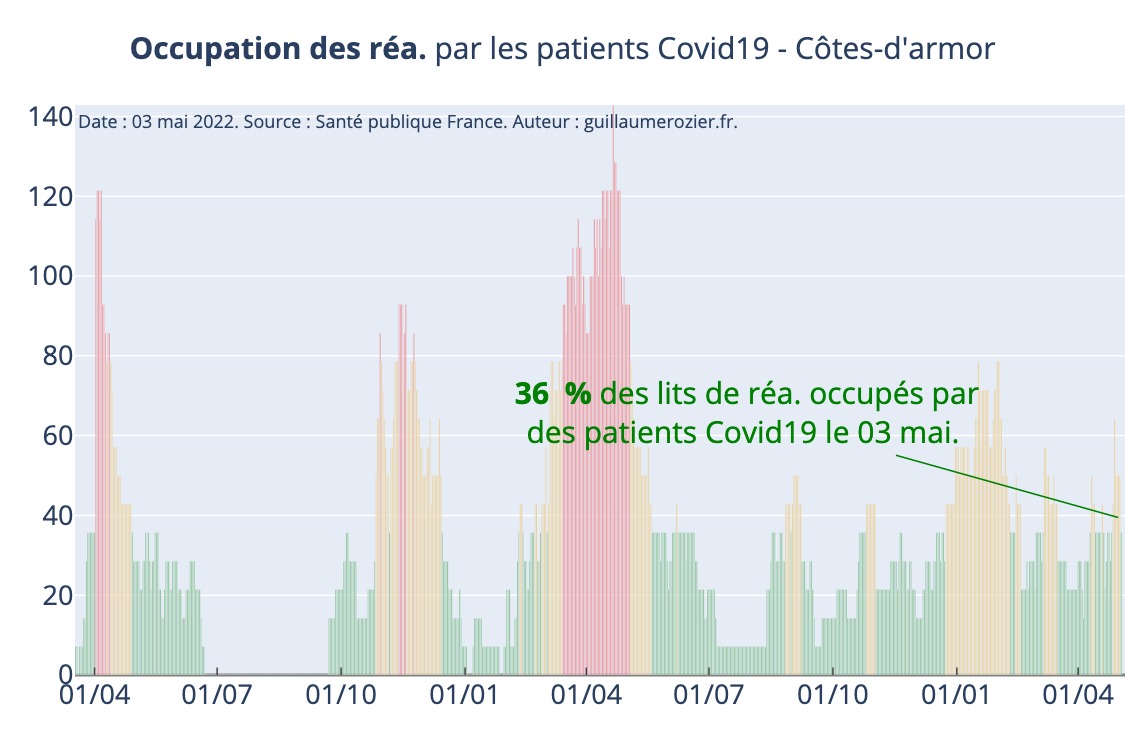 Occupation des réa. par les patients Covid19 - Côtes-d'armor
140
Date : 03 mai 2022. Source : Santé publique France. Auteur : guillaumerozier.fr.
120
100
80
36 % des lits de réa. occupés par
des patients Covid19 le 03 mai.
60
40
20
0
01/04 01/07 01/10 01/01 01/04 01/07 01/10 01/01 01/04